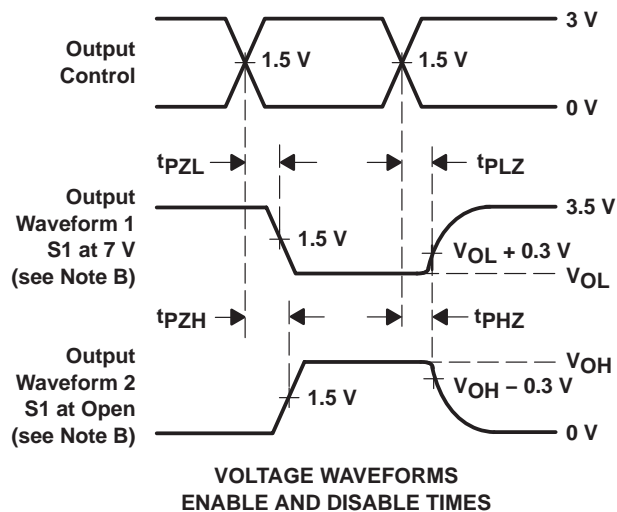 3 V
Output
Control
1.5 V
1.5 V
0 V
tPZL
tPLZ
Output
Waveform 1
S1 at 7 V
(see Note B)
3.5 V
1.5 V
VOL + 0.3 V
VOL
tPZH
tPHZ
Output
Waveform 2
S1 at Open
(see Note B)
VOH
1.5 V
VOH – 0.3 V
0 V
VOLTAGE WAVEFORMS
ENABLE AND DISABLE TIMES